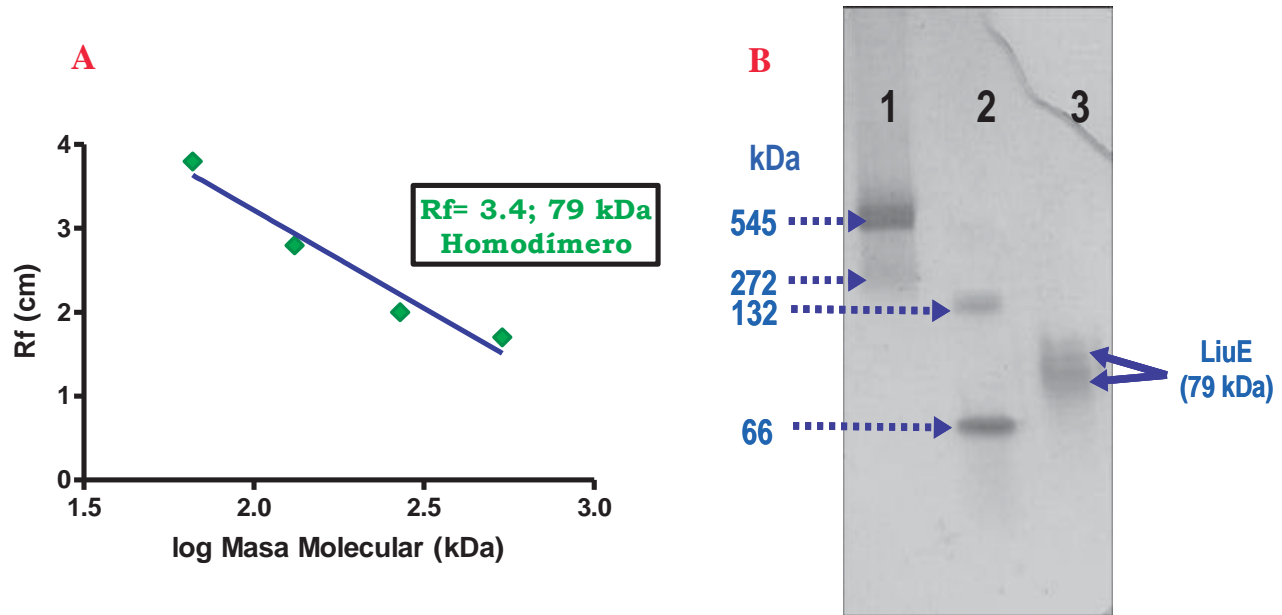 A
4
3
2
1
0
Rf (cm)
1.5
2.0
2.5
3.0
log Masa Molecular (kDa)
Rf= 3.4; 79 kDa
Homodímero
B
1
2
3
kDa
545
272
132
66
LiuE
(79 kDa)